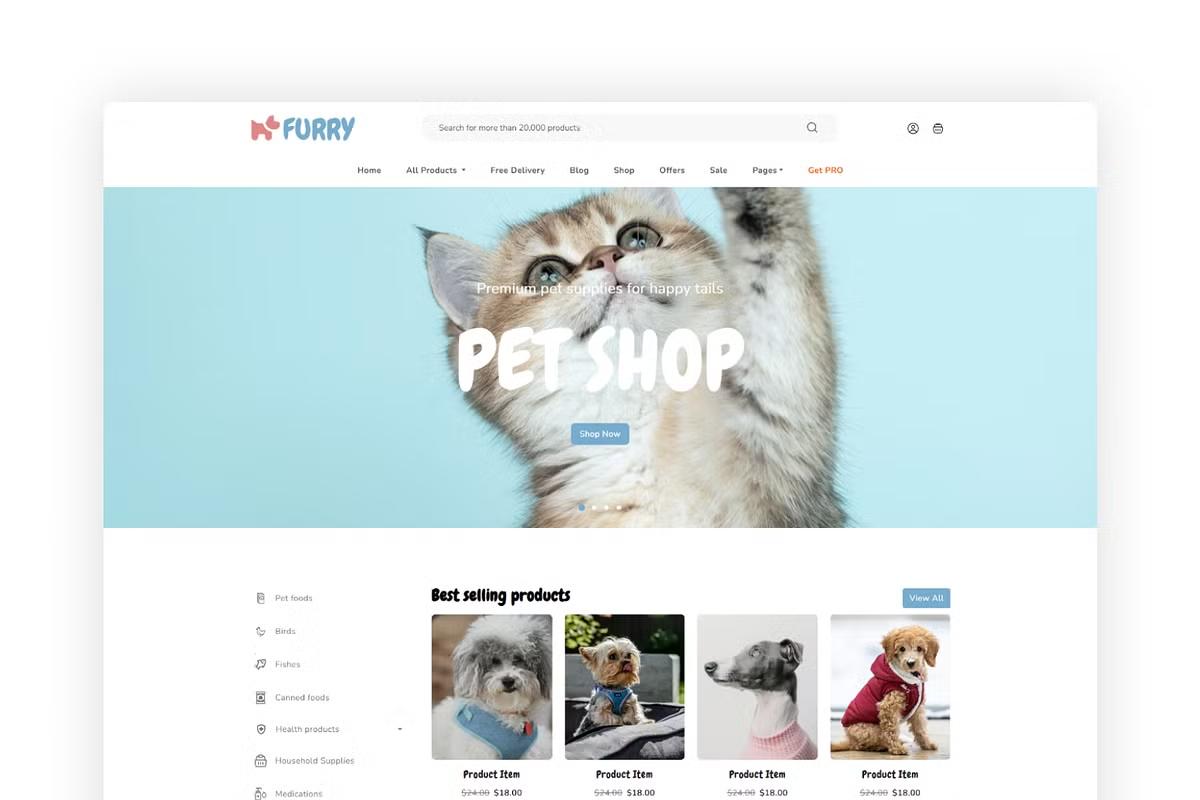 FURRY
Search for more than 20,000 products
Home All Products Free Delivery Blog Shop Offers Sale Pages Get PRO
Premium pet supplies for happy tails
PET SHOP
Shop Now
Best selling products
View All
Pet foods
Birds
Fishes
Canned foods
Health products
Household Supplies
Medications
Product Item Product Item Product Item Product Item
$24.00 $18.00 $24.00 $18.00 $24.00 $18.00 $24.00 $18.00